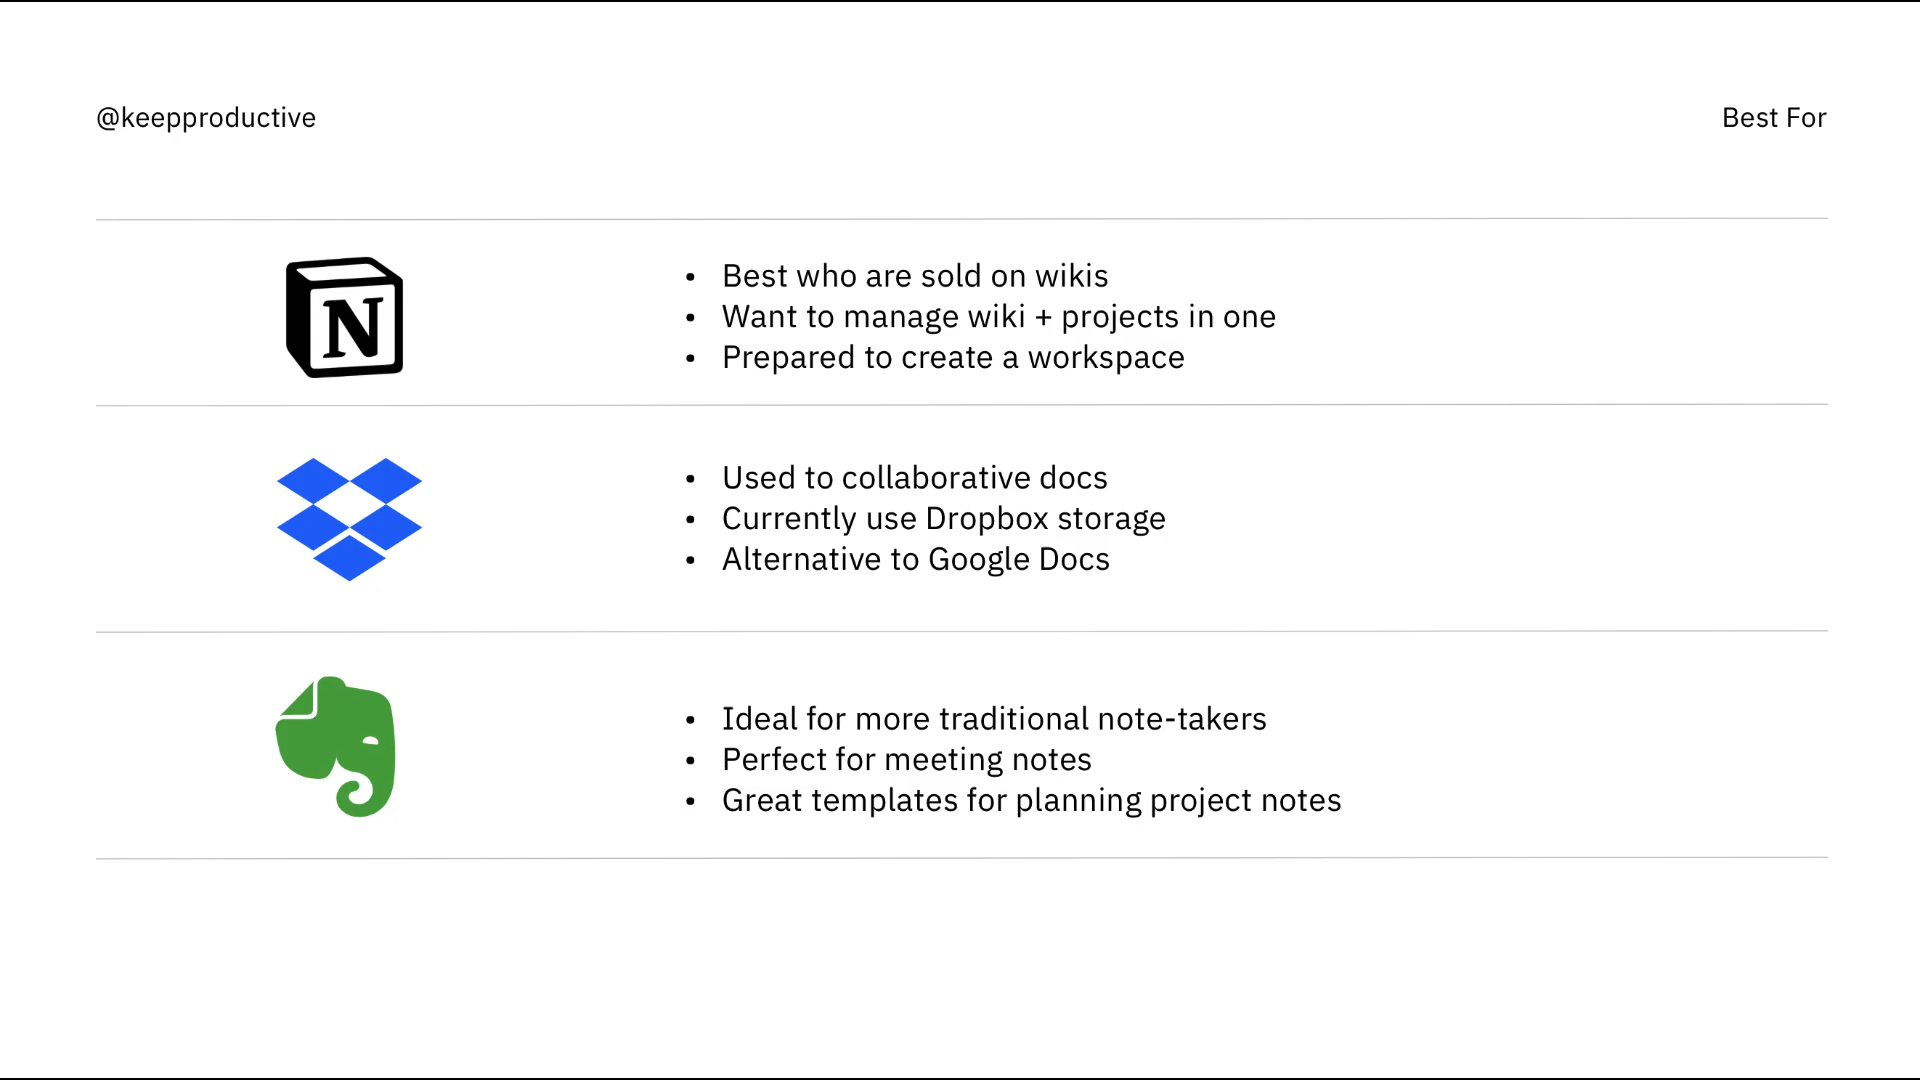 @keepproductive
Best For
N
• Best who are sold on wikis
• Want to manage wiki + projects in one
• Prepared to create a workspace
• Used to collaborative docs
• Currently use Dropbox storage
• Alternative to Google Docs
• Ideal for more traditional note-takers
• Perfect for meeting notes
• Great templates for planning project notes